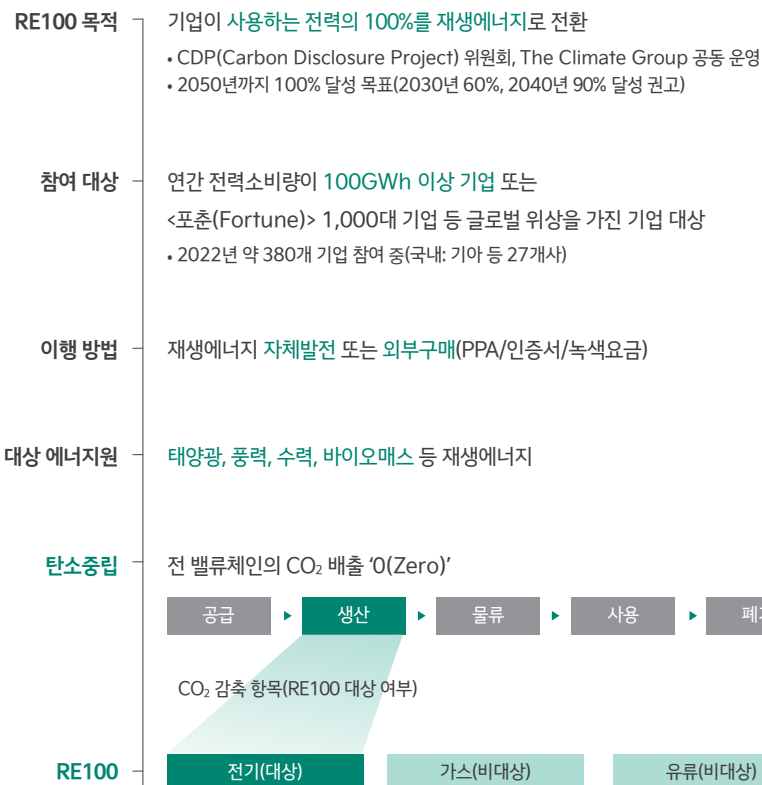 RE100 목적
기업이 사용하는 전력의 100%를 재생에너지로 전환
• CDP(Carbon Disclosure Project) 위원회, The Climate Group 공동 운영
• 2050년까지 100% 달성 목표(2030년 60%, 2040년 90% 달성 권고)
참여 대상
연간 전력소비량이 100GWh 이상 기업 또는
<포춘(Fortune)> 1,000대 기업 등 글로벌 위상을 가진 기업 대상
• 2022년 약 380개 기업 참여 중(국내: 기아 등 27개사)
이행 방법
재생에너지 자체발전 또는 외부구매(PPA/인증서/녹색요금)
대상 에너지원
태양광, 풍력, 수력, 바이오매스 등 재생에너지
탄소중립
전 밸류체인의 CO₂ 배출 ‘0(Zero)’
공급 ▶ 생산 ▶ 물류 ▶ 사용 ▶
CO₂ 감축 항목(RE100 대상 여부)
RE100
전기(대상) 가스(비대상) 유류(비대상)